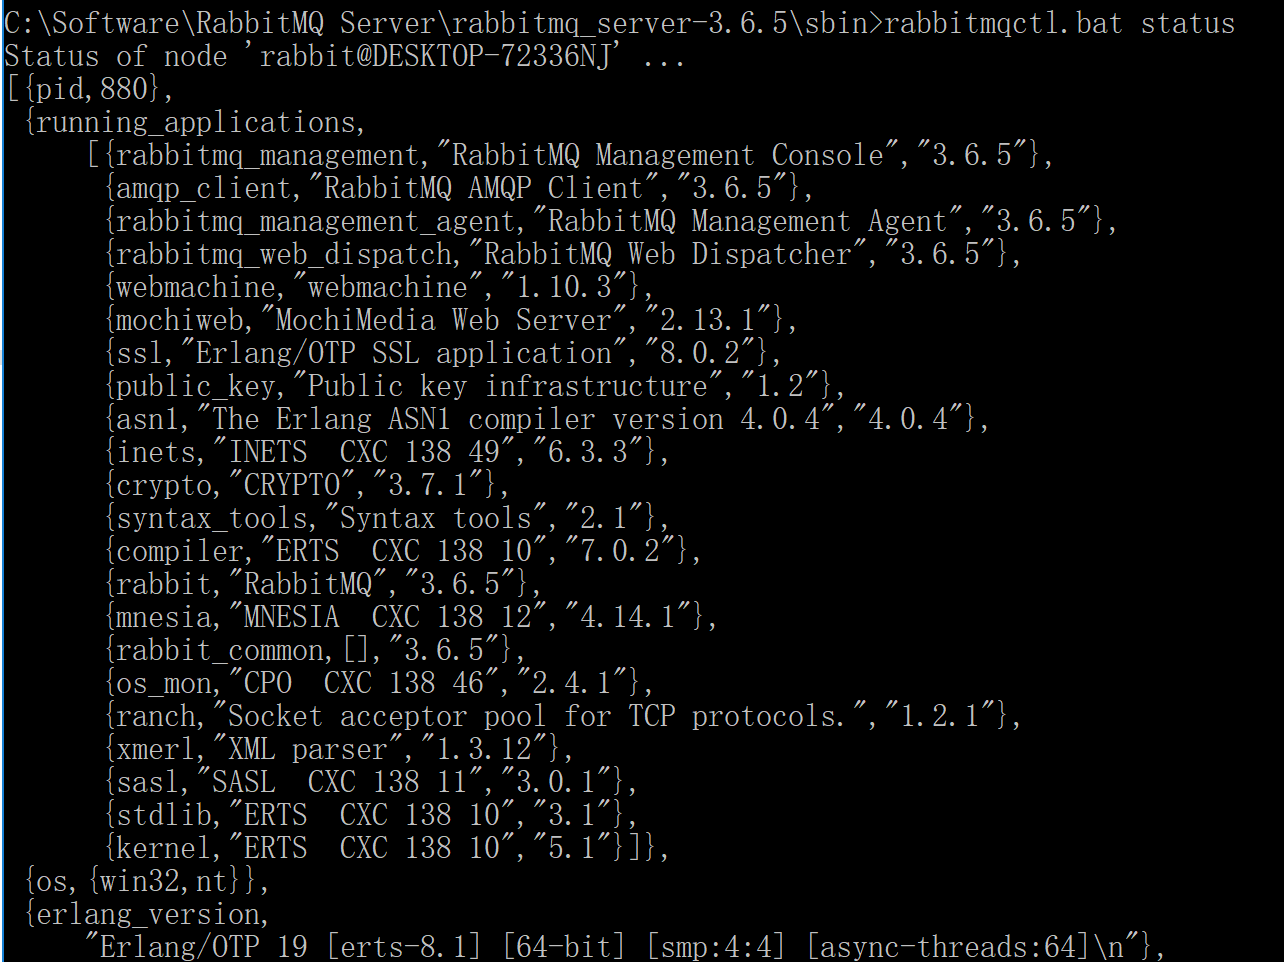 C:\Software\RabbitMQ Server\rabbitmq_server-3.6.5\sbin>rabbitmqctl.bat status
Status of node 'rabbit@DESKTOP-72336NJ' ...
[{pid,880},
 {running_applications,
     [{rabbitmq_management,"RabbitMQ Management Console","3.6.5"},
      {amqp_client,"RabbitMQ AMQP Client","3.6.5"},
      {rabbitmq_management_agent,"RabbitMQ Management Agent","3.6.5"},
      {rabbitmq_web_dispatch,"RabbitMQ Web Dispatcher","3.6.5"},
      {webmachine,"webmachine","1.10.3"},
      {mochiweb,"MochiMedia Web Server","2.13.1"},
      {ssl,"Erlang/OTP SSL application","8.0.2"},
      {public_key,"Public key infrastructure","1.2"},
      {asn1,"The Erlang ASN1 compiler version 4.0.4","4.0.4"},
      {inets,"INETS  CXC 138 49","6.3.3"},
      {crypto,"CRYPTO","3.7.1"},
      {syntax_tools,"Syntax tools","2.1"},
      {compiler,"ERTS  CXC 138 10","7.0.2"},
      {rabbit,"RabbitMQ","3.6.5"},
      {mnesia,"MNESIA  CXC 138 12","4.14.1"},
      {rabbit_common,[],"3.6.5"},
      {os_mon,"CPO  CXC 138 46","2.4.1"},
      {ranch,"Socket acceptor pool for TCP protocols.","1.2.1"},
      {xmerl,"XML parser","1.3.12"},
      {sasl,"SASL  CXC 138 11","3.0.1"},
      {stdlib,"ERTS  CXC 138 10","3.1"},
      {kernel,"ERTS  CXC 138 10","5.1"}]},
 {os,{win32,nt}},
 {erlang_version,
     "Erlang/OTP 19 [erts-8.1] [64-bit] [smp:4:4] [async-threads:64]\n"},